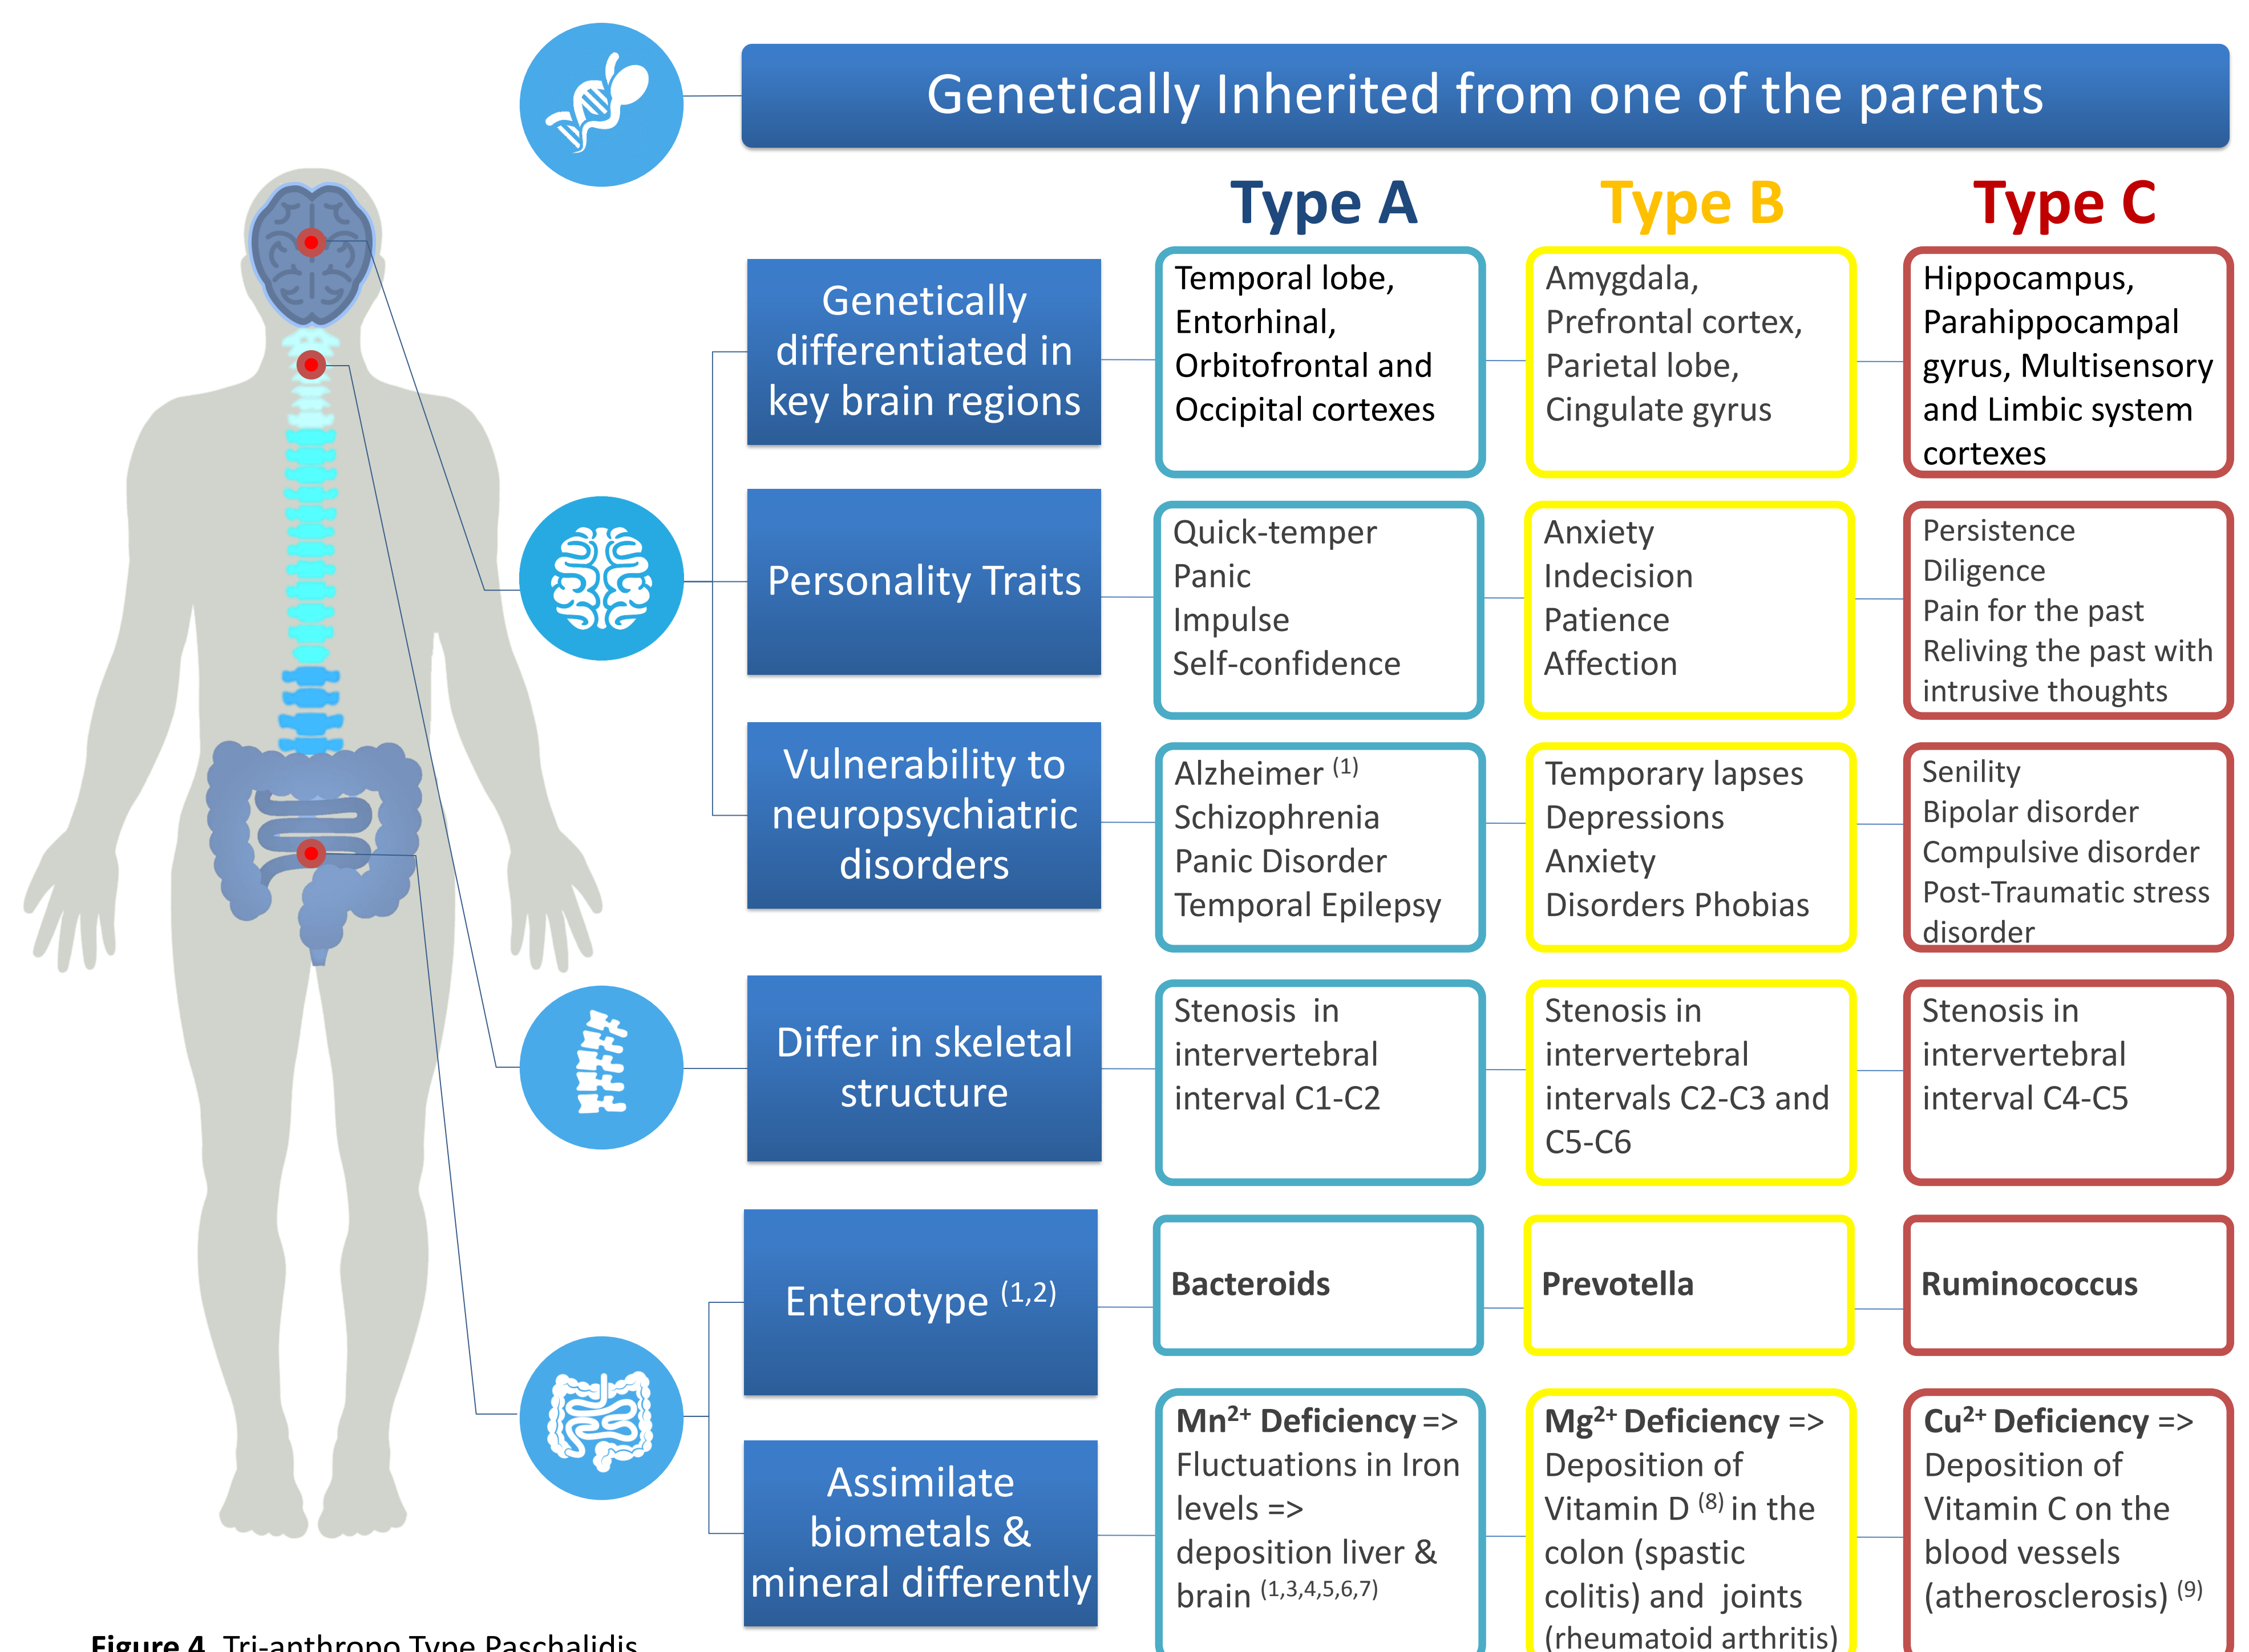 Genetically Inherited from one of the parents
Type A
Type B
Type C
Genetically
differentiated in
key brain regions
Temporal lobe,
Entorhinal,
Orbitofrontal and
Occipital cortexes
Amygdala,
Prefrontal cortex,
Parietal lobe,
Cingulate gyrus
Hippocampus,
Parahippocampal
gyrus, Multisensory
and Limbic system
cortexes
Personality Traits
Quick-temper
Panic
Impulse
Self-confidence
Anxiety
Indecision
Patience
Affection
Persistence
Diligence
Pain for the past
Reliving the past with
intrusive thoughts
Vulnerability to
neuropsychiatric
disorders
Alzheimer (1)
Schizophrenia
Panic Disorder
Temporal Epilepsy
Temporary lapses
Depressions
Anxiety
Disorders Phobias
Senility
Bipolar disorder
Compulsive disorder
Post-Traumatic stress
disorder
Differ in skeletal
structure
Stenosis in
intervertebral
interval C1-C2
Stenosis in
intervertebral
intervals C2-C3 and
C5-C6
Stenosis in
intervertebral
interval C4-C5
Enterotype (1,2)
Bacteroids
Prevotella
Ruminococcus
Assimilate
biometals &
mineral differently
Mn2+ Deficiency =>
Fluctuations in Iron
levels =>
deposition liver &
brain (1,3,4,5,6,7)
Mg2+ Deficiency =>
Deposition of
Vitamin D (8) in the
colon (spastic
colitis) and joints
(rheumatoid arthritis)
Cu2+ Deficiency =>
Deposition of
Vitamin C on the
blood vessels
(atherosclerosis) (9)
Figure 4. Tri-anthropo Type Paschalidis